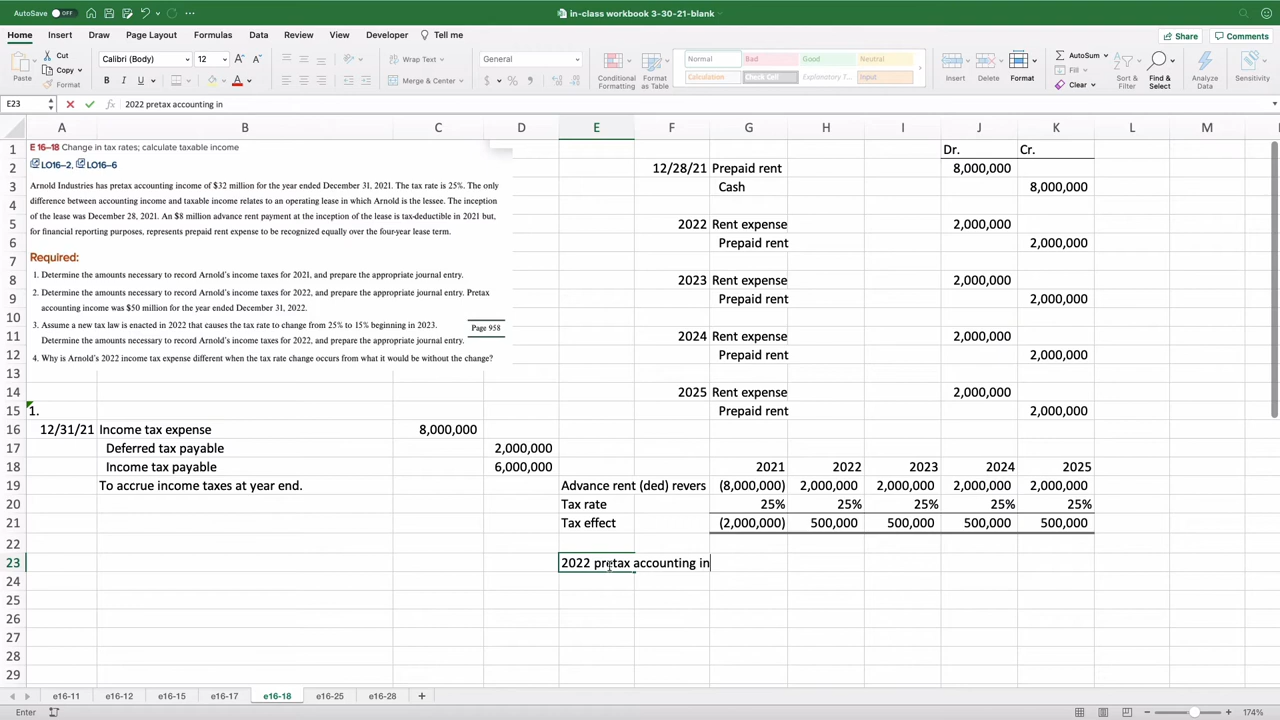 AutoSave OFF in-class workbook 3-30-21-blank
Home Insert Draw Page Layout Formulas Data Review View Developer Tell me Share Comments
Paste Cut Copy Format Calibri (Body) 12 Wrap Text Merge & Center General Conditional Formatting Format as Table Normal Bad Good Neutral Calculation Check Cell Explanatory T... Input Insert Delete Format AutoSum Fill Clear Sort & Filter Find & Select Analyze Data Sensitivity
E23 fx 2022 pretax accounting in
A B C D E F G H I J K L M
1 E 16–18 Change in tax rates; calculate taxable income Dr. Cr.
LO16–2, LO16–6
2 12/28/21 Prepaid rent 8,000,000
3 Cash 8,000,000
Arnold Industries has pretax accounting income of $32 million for the year ended December 31, 2021. The tax rate is 25%. The only
difference between accounting income and taxable income relates to an operating lease in which Arnold is the lessee. The inception
of the lease was December 28, 2021. An $8 million advance rent payment at the inception of the lease is tax-deductible in 2021 but,
for financial reporting purposes, represents prepaid rent expense to be recognized equally over the four-year lease term.
Required:
1. Determine the amounts necessary to record Arnold's income taxes for 2021, and prepare the appropriate journal entry.
2. Determine the amounts necessary to record Arnold's income taxes for 2022, and prepare the appropriate journal entry. Pretax
accounting income was $50 million for the year ended December 31, 2022.
3. Assume a new tax law is enacted in 2022 that causes the tax rate to change from 25% to 15% beginning in 2023.
Page 958
Determine the amounts necessary to record Arnold's income taxes for 2022, and prepare the appropriate journal entry.
4. Why is Arnold's 2022 income tax expense different when the tax rate change occurs from what it would be without the change?
4
5 2022 Rent expense 2,000,000
6 Prepaid rent 2,000,000
7
8 2023 Rent expense 2,000,000
9 Prepaid rent 2,000,000
10
11 2024 Rent expense 2,000,000
12 Prepaid rent 2,000,000
13
14 2025 Rent expense 2,000,000
15 1. Prepaid rent 2,000,000
16 12/31/21 Income tax expense 8,000,000
17 Deferred tax payable 2,000,000
18 Income tax payable 6,000,000 2021 2022 2023 2024 2025
19 To accrue income taxes at year end. Advance rent (ded) revers (8,000,000) 2,000,000 2,000,000 2,000,000 2,000,000
20 Tax rate 25% 25% 25% 25% 25%
21 Tax effect (2,000,000) 500,000 500,000 500,000 500,000
22
23 2022 pretax accounting in
24
25
26
27
28
29
e16-11 e16-12 e16-15 e16-17 e16-18 e16-25 e16-28 +
Enter 174%